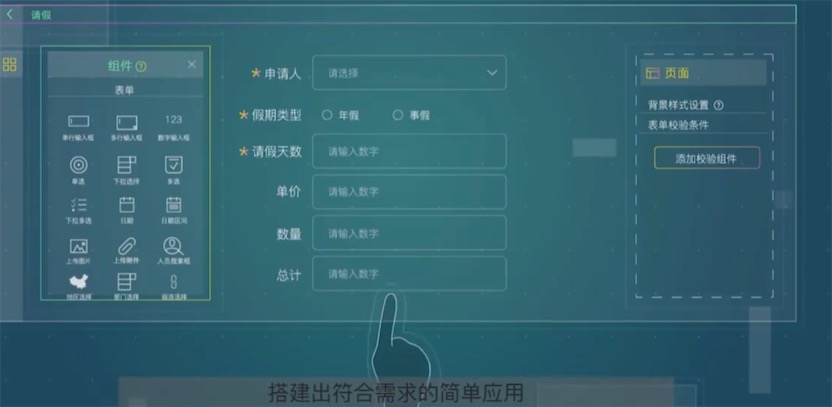 请假
组件
表单
单行输入框
多行输入框
123
数字输入框
单选
下拉选择
多选
下拉多选
日期
日期区间
上传图片
上传附件
人员搜索框
地区选择
部门选择
* 申请人
请选择
* 假期类型
年假
事假
* 请假天数
请输入数字
单价
请输入数字
数量
请输入数字
总计
请输入数字
页面
背景样式设置
表单校验条件
添加校验组件
搭建出符合需求的简单应用